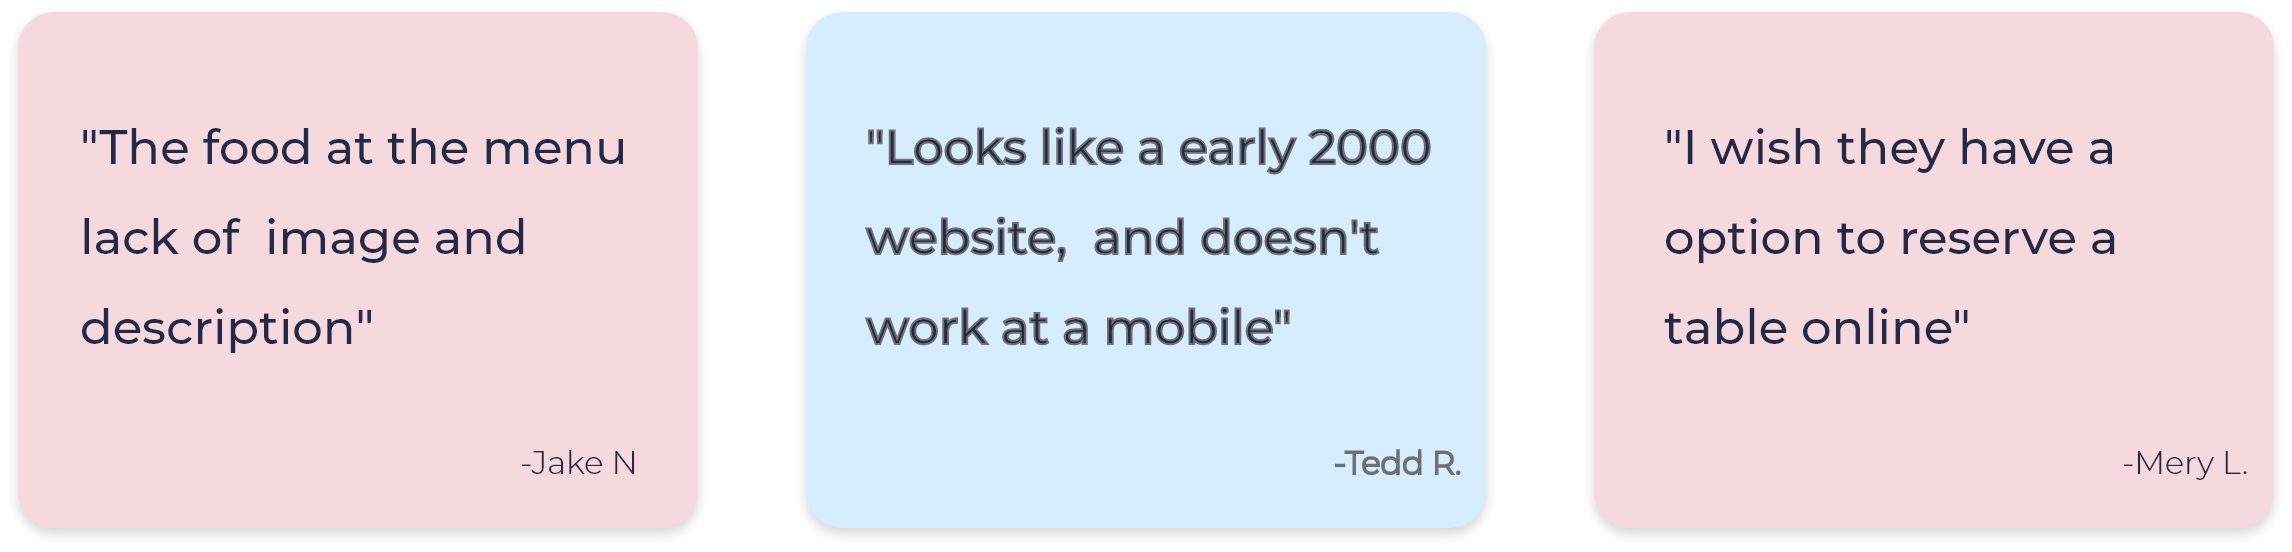 "The food at the menu
lack of  image and
description"
-Jake N
"Looks like a early 2000
website,  and doesn't
work at a mobile"
-Tedd R.
"I wish they have a
option to reserve a
table online"
-Mery L.